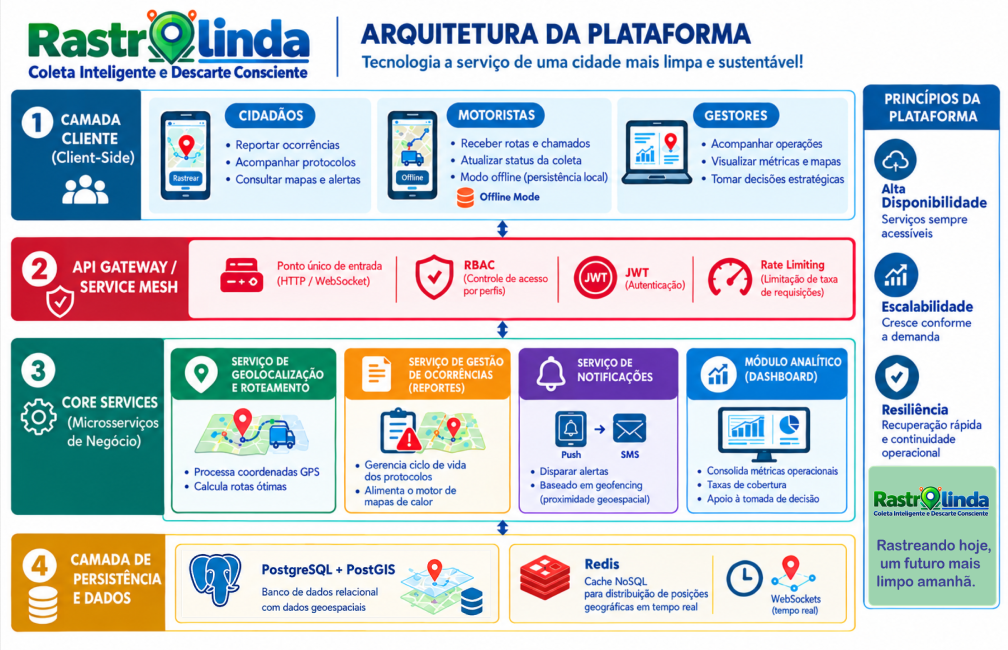 Rastrolinda
Coleta Inteligente e Descarte Consciente
ARQUITETURA DA PLATAFORMA
Tecnologia a serviço de uma cidade mais limpa e sustentável!
1
CAMADA
CLIENTE
(Client-Side)
CIDADÃOS
Rastrear
• Reportar ocorrências
• Acompanhar protocolos
• Consultar mapas e alertas
MOTORISTAS
Offline
• Receber rotas e chamados
• Atualizar status da coleta
• Modo offline (persistência local)
Offline Mode
GESTORES
• Acompanhar operações
• Visualizar métricas e mapas
• Tomar decisões estratégicas
2
API GATEWAY /
SERVICE MESH
Ponto único de entrada
(HTTP / WebSocket)
RBAC
(Controle de acesso
por perfis)
JWT
JWT
(Autenticação)
Rate Limiting
(Limitação de taxa
de requisições)
3
CORE SERVICES
(Microsserviços
de Negócio)
SERVIÇO DE
GEOLOCALIZAÇÃO
E ROTEAMENTO
• Processa coordenadas GPS
• Calcula rotas ótimas
SERVIÇO DE GESTÃO
DE OCORRÊNCIAS
(REPORTES)
• Gerencia ciclo de vida
dos protocolos
• Alimenta o motor de
mapas de calor
SERVIÇO DE
NOTIFICAÇÕES
Push
SMS
• Disparar alertas
• Baseado em geofencing
(proximidade geoespacial)
MÓDULO ANALÍTICO
(DASHBOARD)
• Consolida métricas operacionais
• Taxas de cobertura
• Apoio à tomada de decisão
4
CAMADA DE
PERSISTÊNCIA
E DADOS
PostgreSQL + PostGIS
Banco de dados relacional
com dados geoespaciais
Redis
Cache NoSQL
para distribuição de posições
geográficas em tempo real
WebSockets
(tempo real)
PRINCÍPIOS DA
PLATAFORMA
Alta
Disponibilidade
Serviços sempre
acessíveis
Escalabilidade
Cresce conforme
a demanda
Resiliência
Recuperação rápida
e continuidade
operacional
Rastrolinda
Coleta Inteligente e Descarte Consciente
Rastreando hoje,
um futuro mais
limpo amanhã.